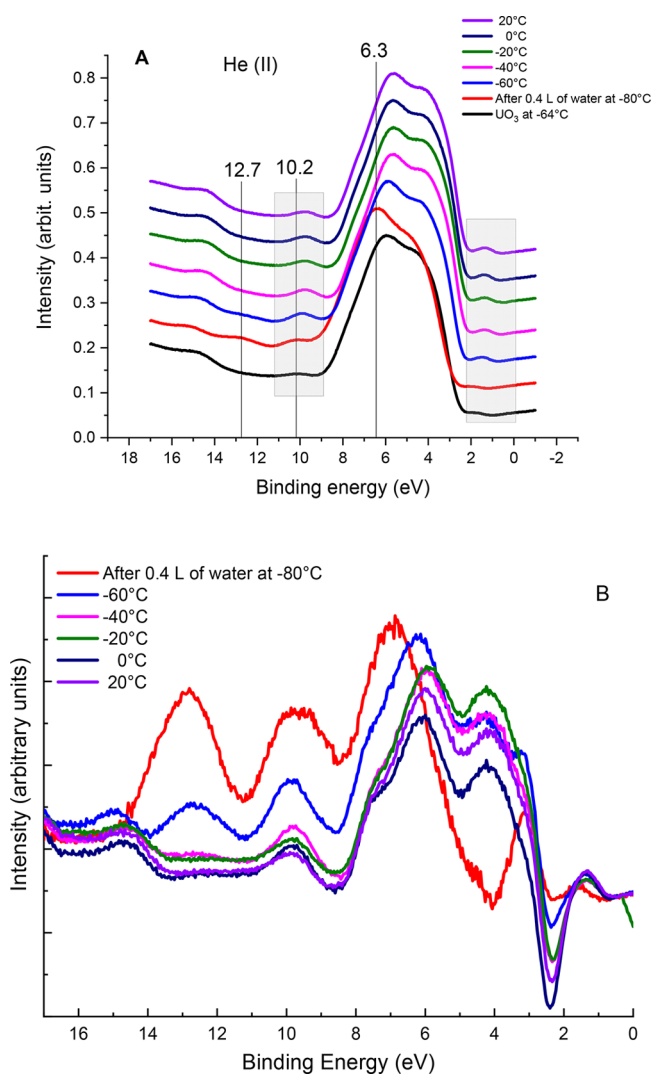 A
He (II)
6.3
12.7
10.2
20°C
0°C
-20°C
-40°C
-60°C
After 0.4 L of water at -80°C
UO₃ at -64°C
0.8
0.7
0.6
0.5
0.4
0.3
0.2
0.1
0.0
Intensity (arbit. units)
18 16 14 12 10 8 6 4 2 0 -2
Binding energy (eV)
B
After 0.4 L of water at -80°C
-60°C
-40°C
-20°C
0°C
20°C
Intensity (arbitrary units)
16 14 12 10 8 6 4 2 0
Binding Energy (eV)